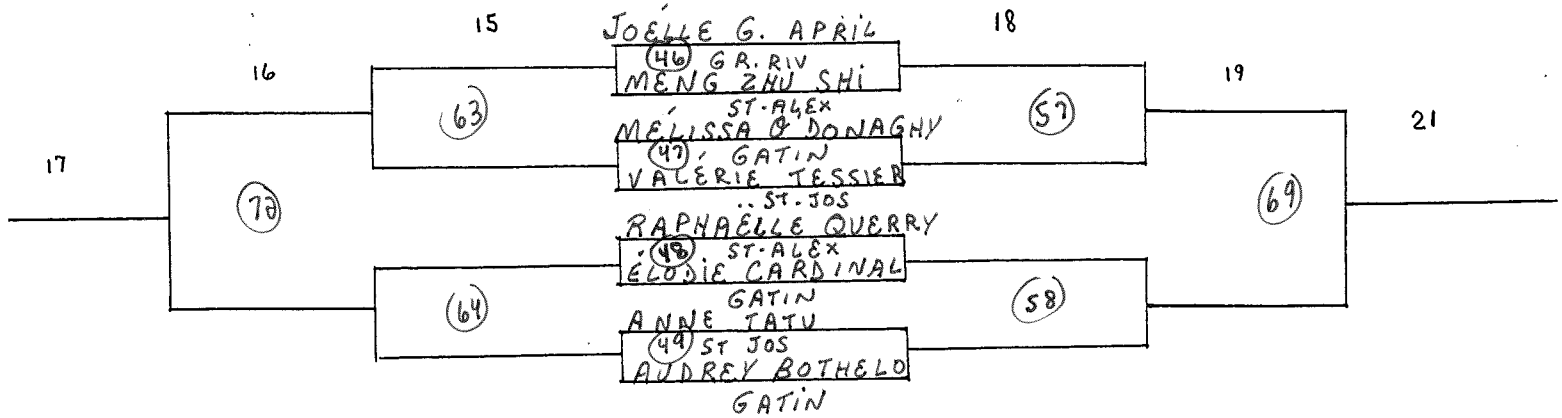 15
JOËLLE G. APRIL
18
46 GR. RIV
16
MENG ZHU SHI
19
ST-ALEX
63
57
MÉLISSA O'DONAGHY
21
47 GATIN
17
VALÉRIE TESSIER
ST-JOS
72
69
RAPHAËLLE QUERRY
48 ST-ALEX
ÉLODIE CARDINAL
GATIN
64
58
ANNE TATU
49 ST JOS
AUDREY BOTHELO
GATIN